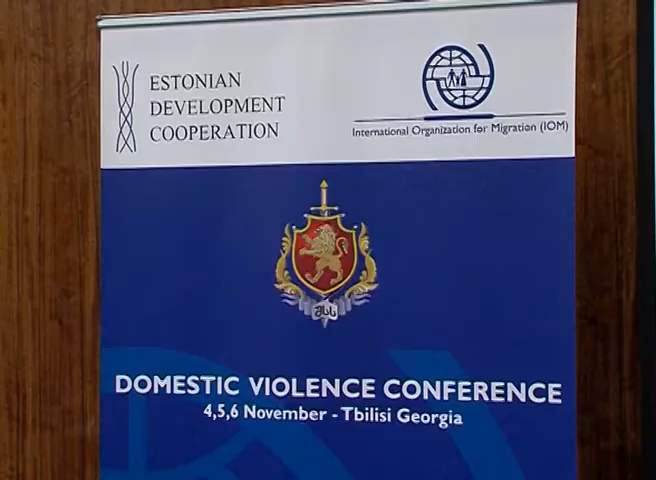 ESTONIAN
DEVELOPMENT
COOPERATION
International Organization for Migration (IOM)
DOMESTIC VIOLENCE CONFERENCE
4,5,6 November - Tbilisi Georgia